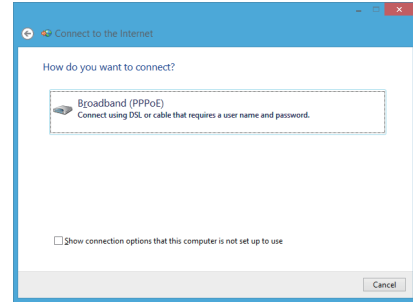 Connect to the Internet
How do you want to connect?
Broadband (PPPoE)
Connect using DSL or cable that requires a user name and password.
Show connection options that this computer is not set up to use
Cancel